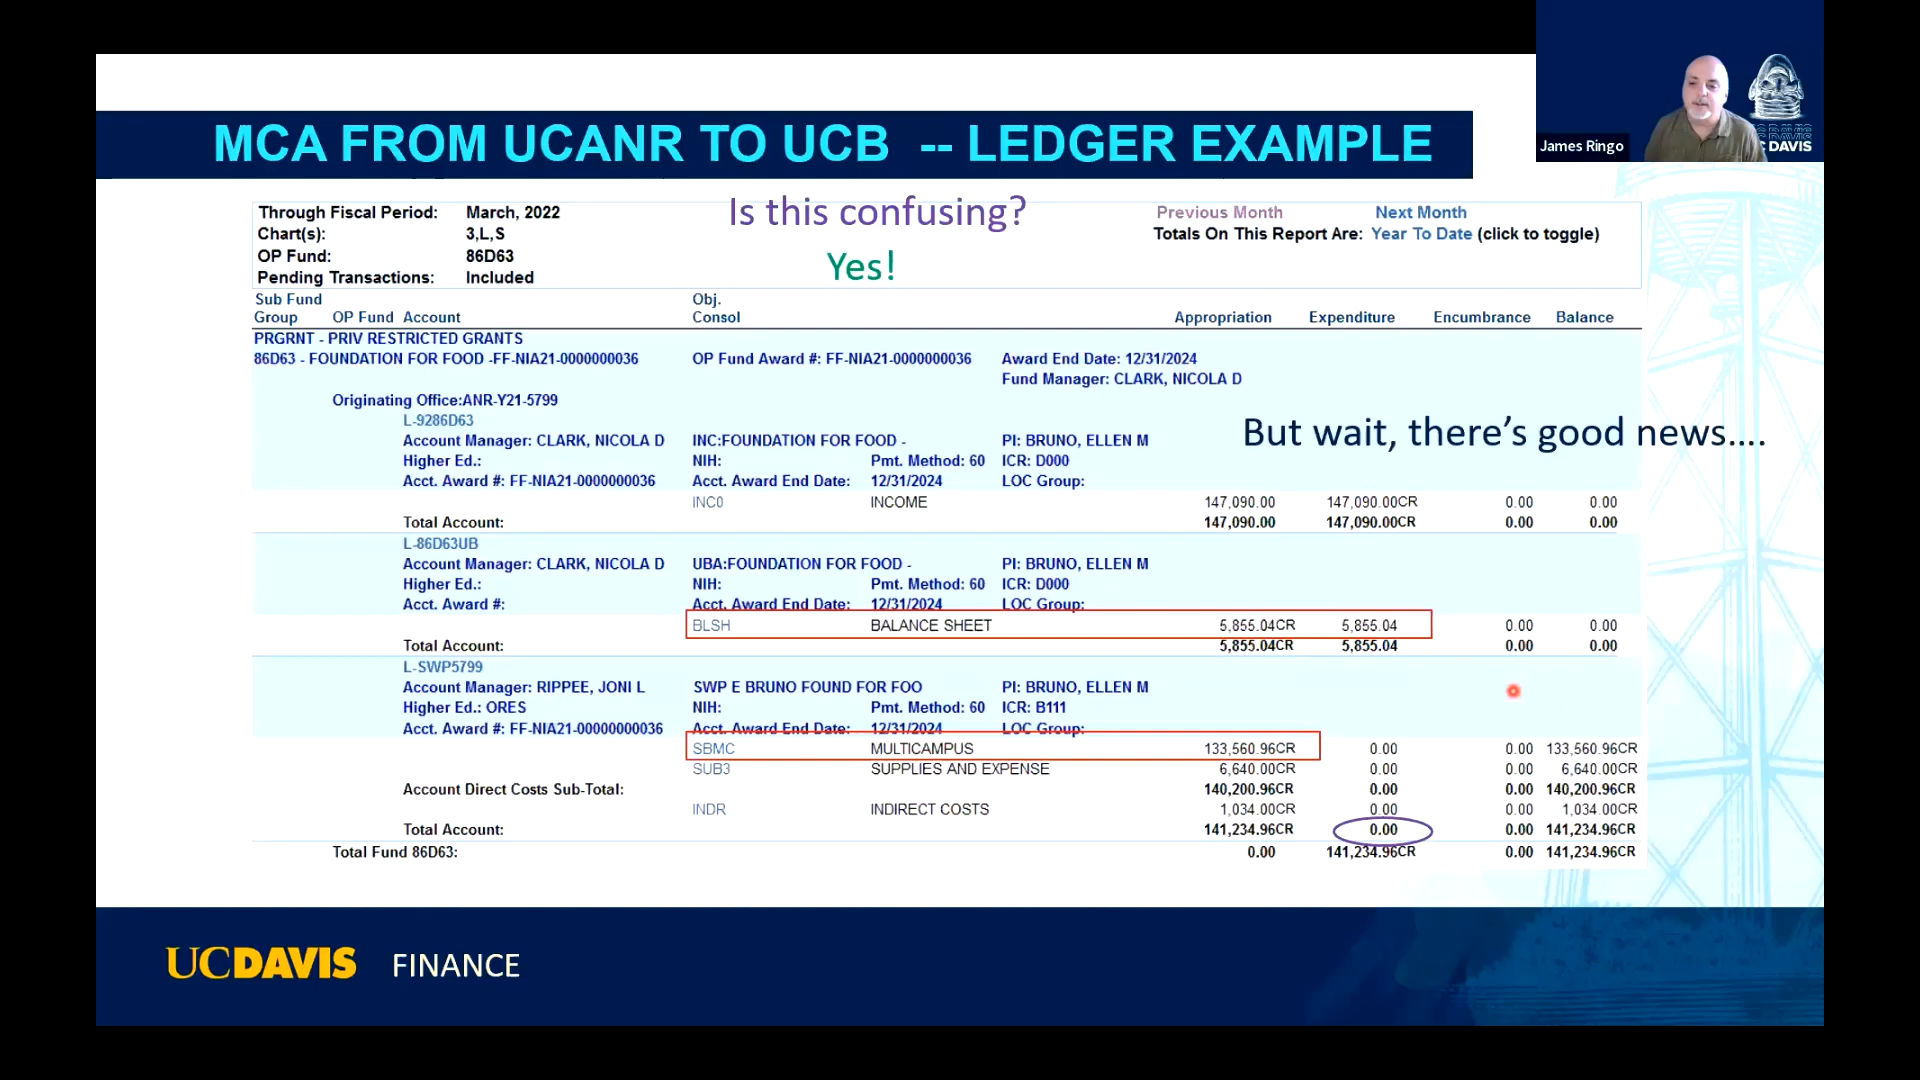 James Ringo
UC DAVIS
MCA FROM UCANR TO UCB -- LEDGER EXAMPLE
Is this confusing?
Yes!
Through Fiscal Period: March, 2022 Previous Month Next Month
Chart(s): 3,L,S Totals On This Report Are: Year To Date (click to toggle)
OP Fund: 86D63
Pending Transactions: Included
Sub Fund Obj.
Group OP Fund Account Consol Appropriation Expenditure Encumbrance Balance
PRGRNT - PRIV RESTRICTED GRANTS
86D63 - FOUNDATION FOR FOOD -FF-NIA21-0000000036 OP Fund Award #: FF-NIA21-0000000036 Award End Date: 12/31/2024
Fund Manager: CLARK, NICOLA D
Originating Office:ANR-Y21-5799
L-9286D63
But wait, there's good news....
Account Manager: CLARK, NICOLA D INC:FOUNDATION FOR FOOD - PI: BRUNO, ELLEN M
Higher Ed.: NIH: Pmt. Method: 60 ICR: D000
Acct. Award #: FF-NIA21-0000000036 Acct. Award End Date: 12/31/2024 LOC Group:
INC0 INCOME 147,090.00 147,090.00CR 0.00 0.00
Total Account: 147,090.00 147,090.00CR 0.00 0.00
L-86D63UB
Account Manager: CLARK, NICOLA D UBA:FOUNDATION FOR FOOD - PI: BRUNO, ELLEN M
Higher Ed.: NIH: Pmt. Method: 60 ICR: D000
Acct. Award #: Acct. Award End Date: 12/31/2024 LOC Group:
BLSH BALANCE SHEET 5,855.04CR 5,855.04 0.00 0.00
Total Account: 5,855.04CR 5,855.04 0.00 0.00
L-SWP5799
Account Manager: RIPPEE, JONI L SWP E BRUNO FOUND FOR FOO PI: BRUNO, ELLEN M
Higher Ed.: ORES NIH: Pmt. Method: 60 ICR: B111
Acct. Award #: FF-NIA21-00000000036 Acct. Award End Date: 12/31/2024 LOC Group:
SBMC MULTICAMPUS 133,560.96CR 0.00 0.00 133,560.96CR
SUB3 SUPPLIES AND EXPENSE 6,640.00CR 0.00 0.00 6,640.00CR
Account Direct Costs Sub-Total: 140,200.96CR 0.00 0.00 140,200.96CR
INDR INDIRECT COSTS 1,034.00CR 0.00 0.00 1,034.00CR
Total Account: 141,234.96CR 0.00 0.00 141,234.96CR
Total Fund 86D63: 0.00 141,234.96CR 0.00 141,234.96CR
UCDAVIS FINANCE